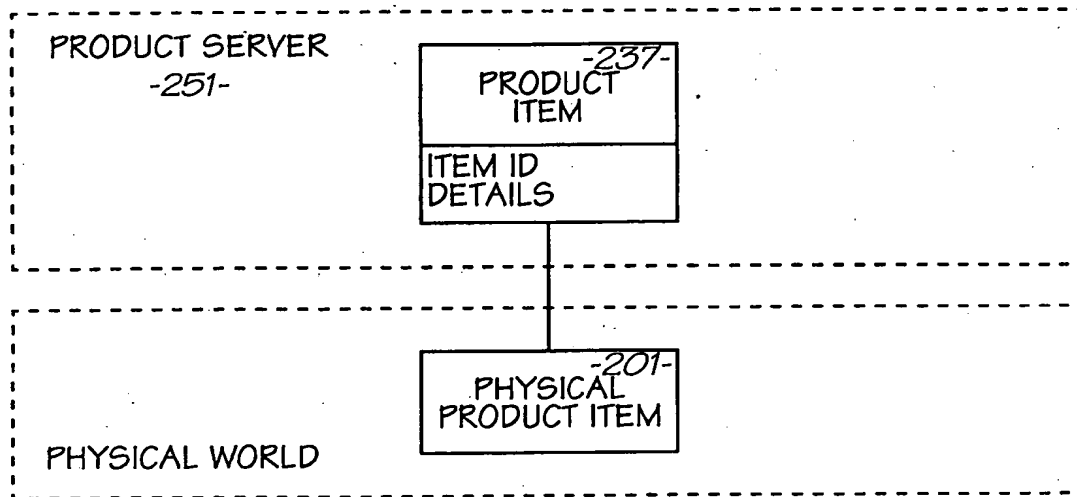 PRODUCT SERVER
-251-
-237-
PRODUCT
ITEM
ITEM ID
DETAILS
-201-
PHYSICAL
PRODUCT ITEM
PHYSICAL WORLD